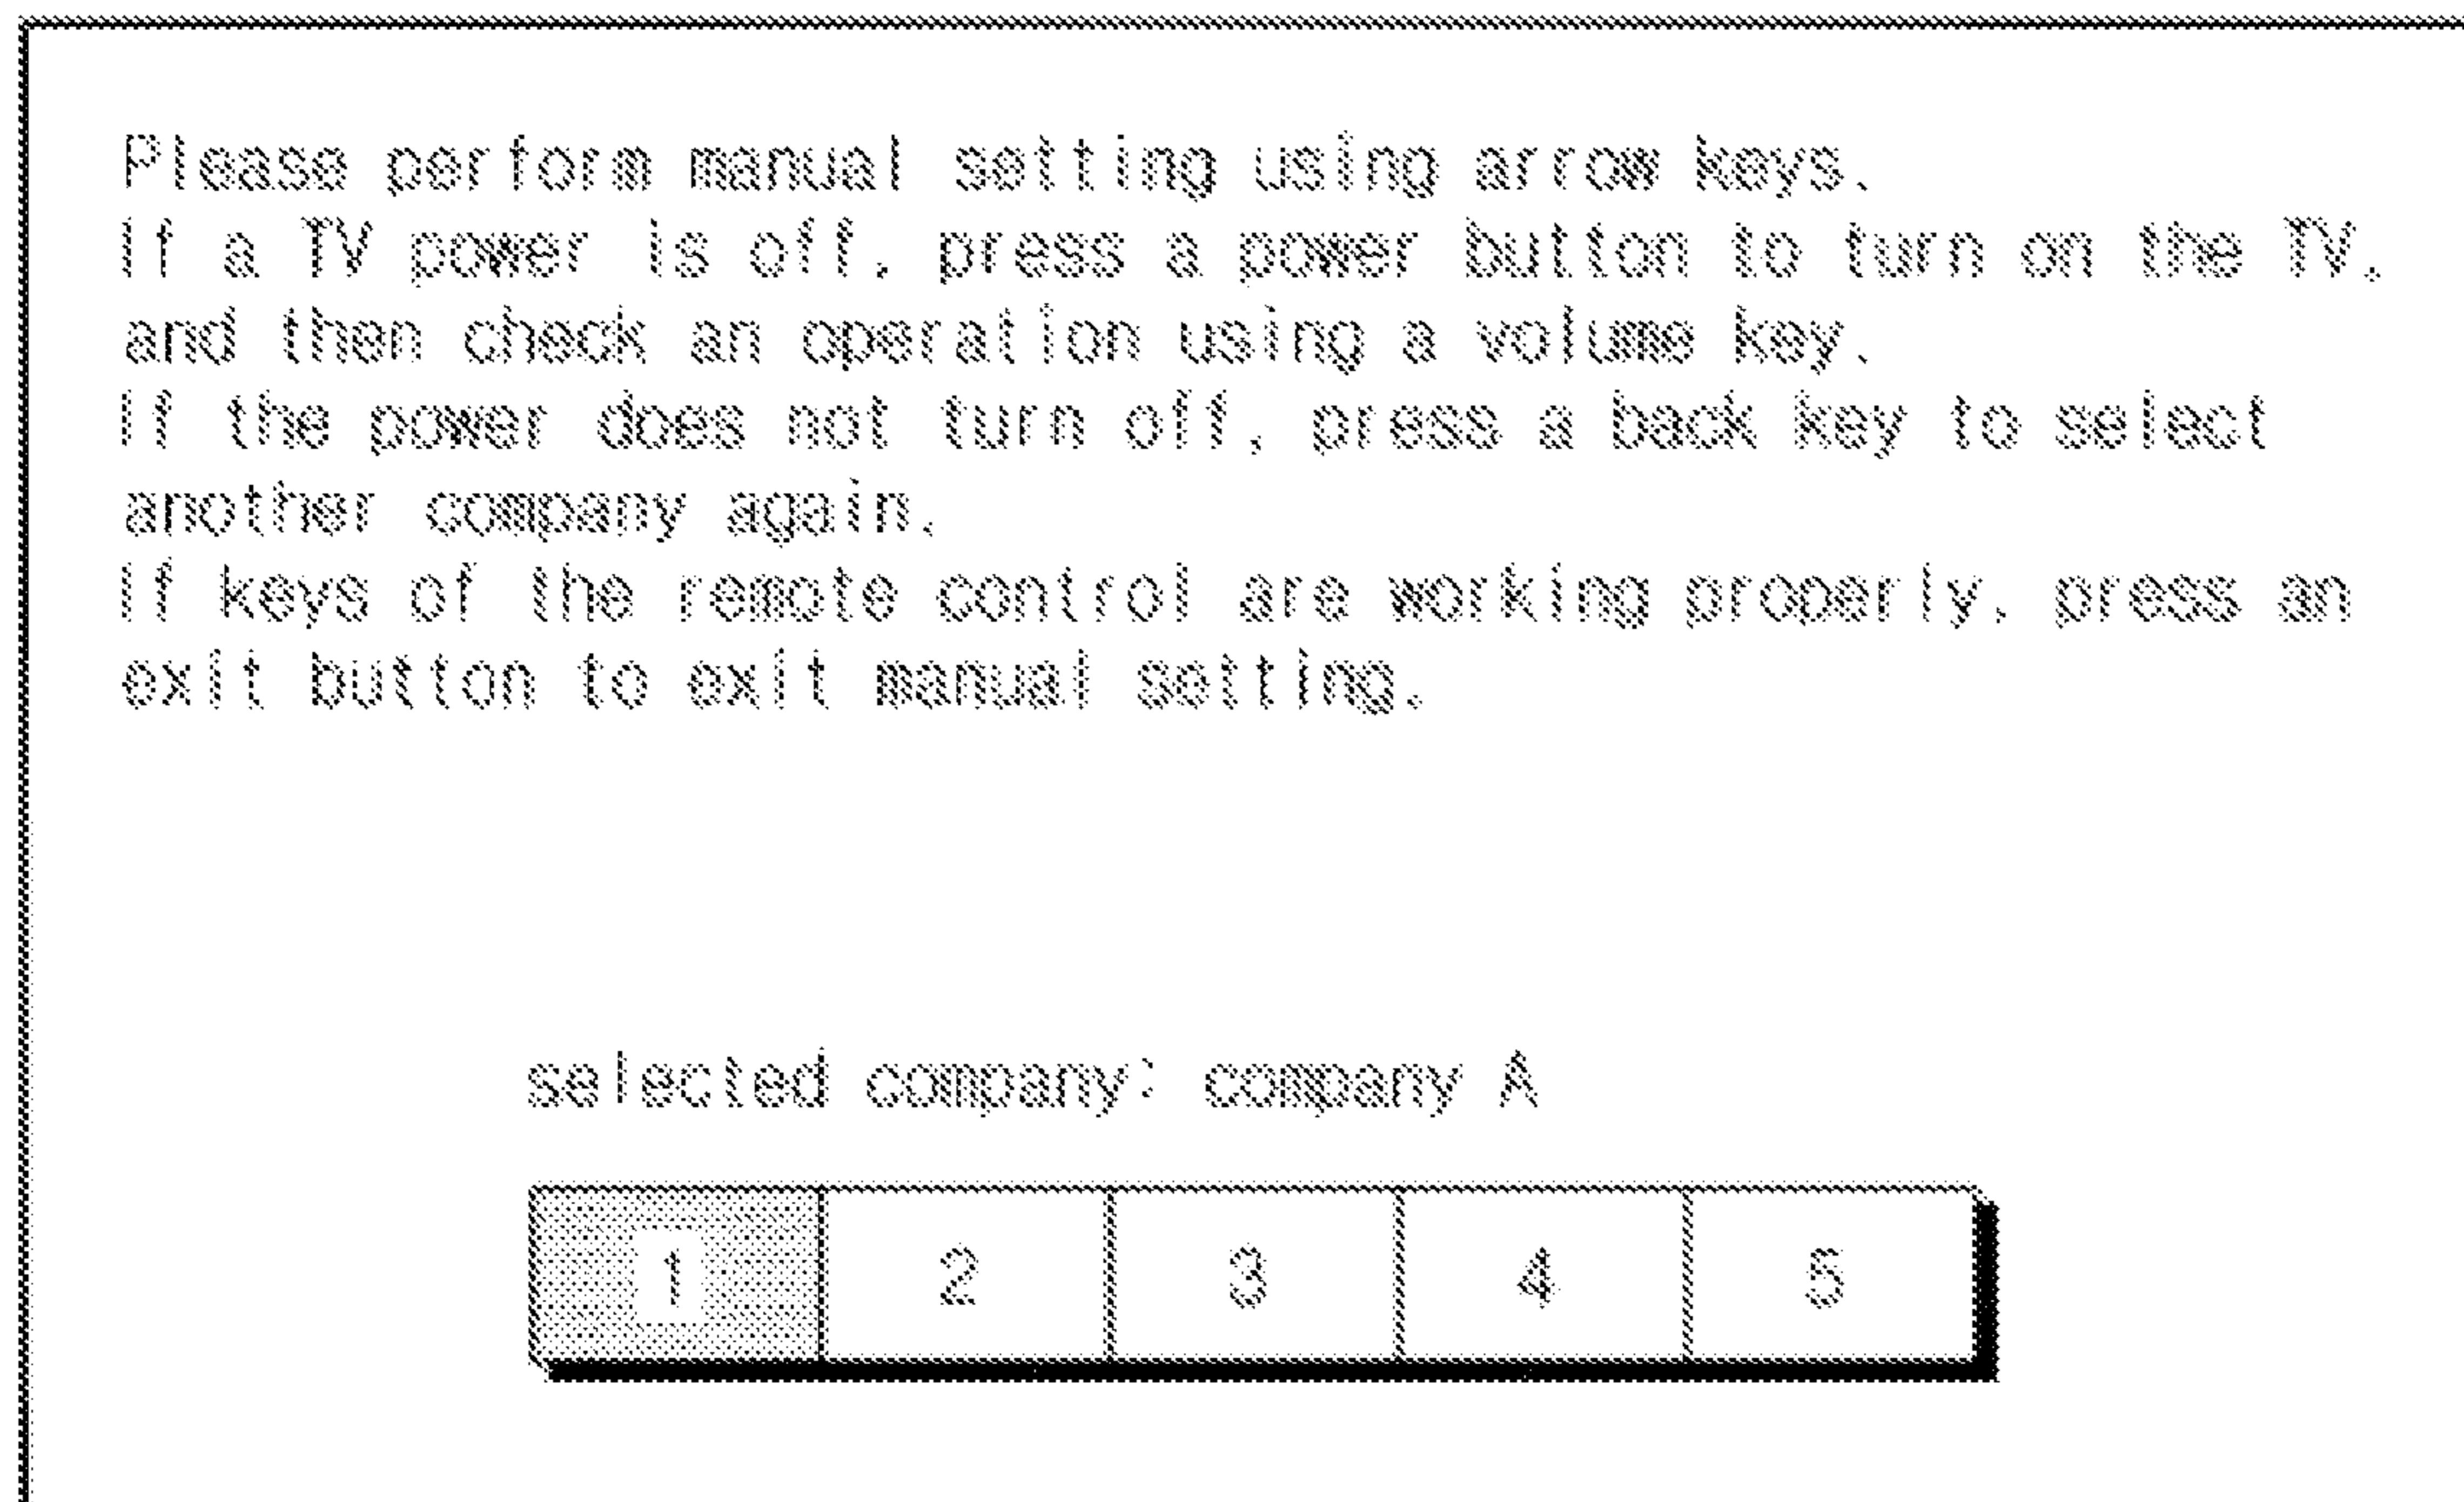 Please perform manual setting using arrow keys.
If a TV power is off, press a power button to turn on the TV,
and then check an operation using a volume key.
If the power does not turn off, press a back key to select
another company again.
If keys of the remote control are working properly, press an
exit button to exit manual setting.
selected company: company A
1 2 3 4 5